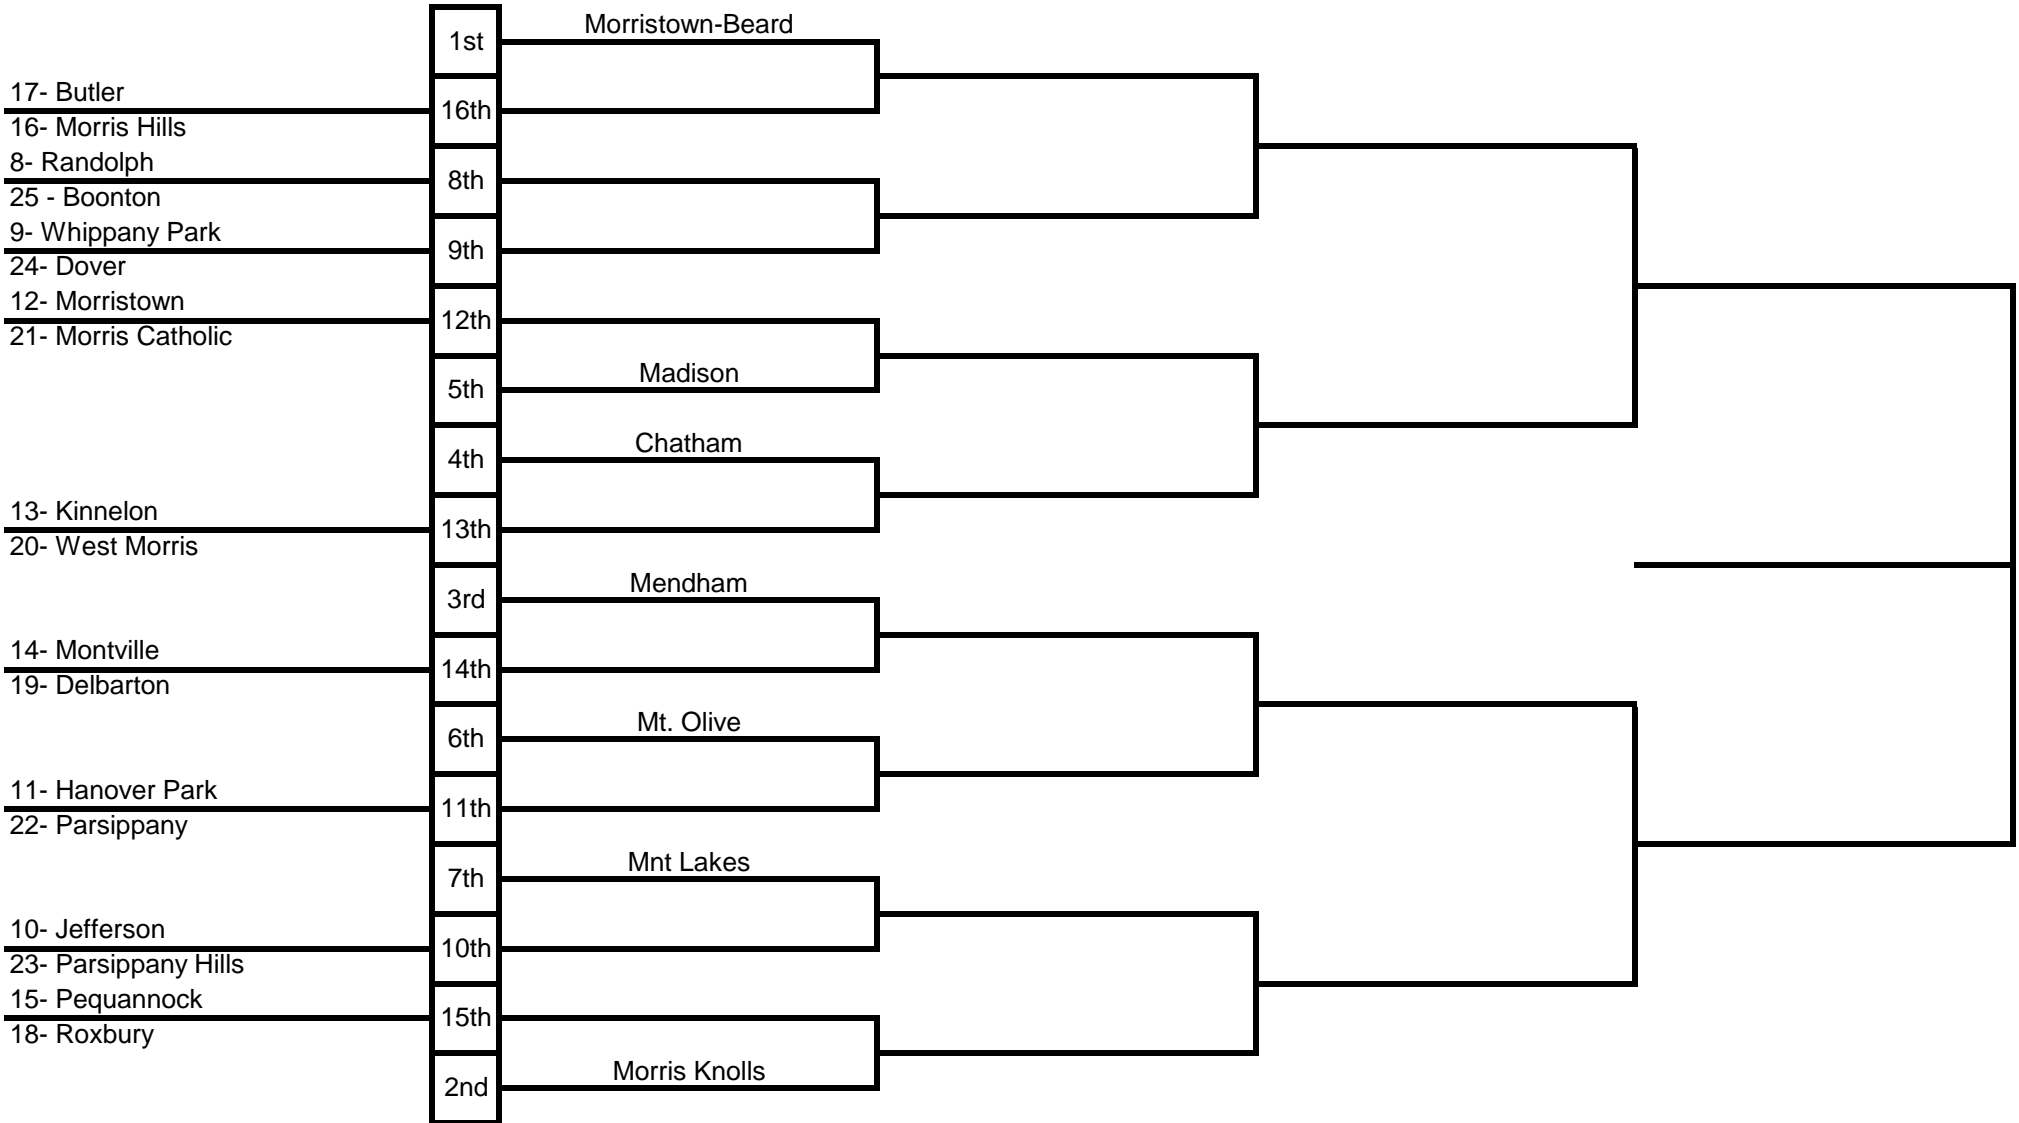 Morristown-Beard
1st
17- Butler
16th
16- Morris Hills
8- Randolph
8th
25 - Boonton
9- Whippany Park
9th
24- Dover
12- Morristown
12th
21- Morris Catholic
Madison
5th
Chatham
4th
13- Kinnelon
13th
20- West Morris
Mendham
3rd
14- Montville
14th
19- Delbarton
Mt. Olive
6th
11- Hanover Park
11th
22- Parsippany
Mnt Lakes
7th
10- Jefferson
10th
23- Parsippany Hills
15- Pequannock
15th
18- Roxbury
Morris Knolls
2nd